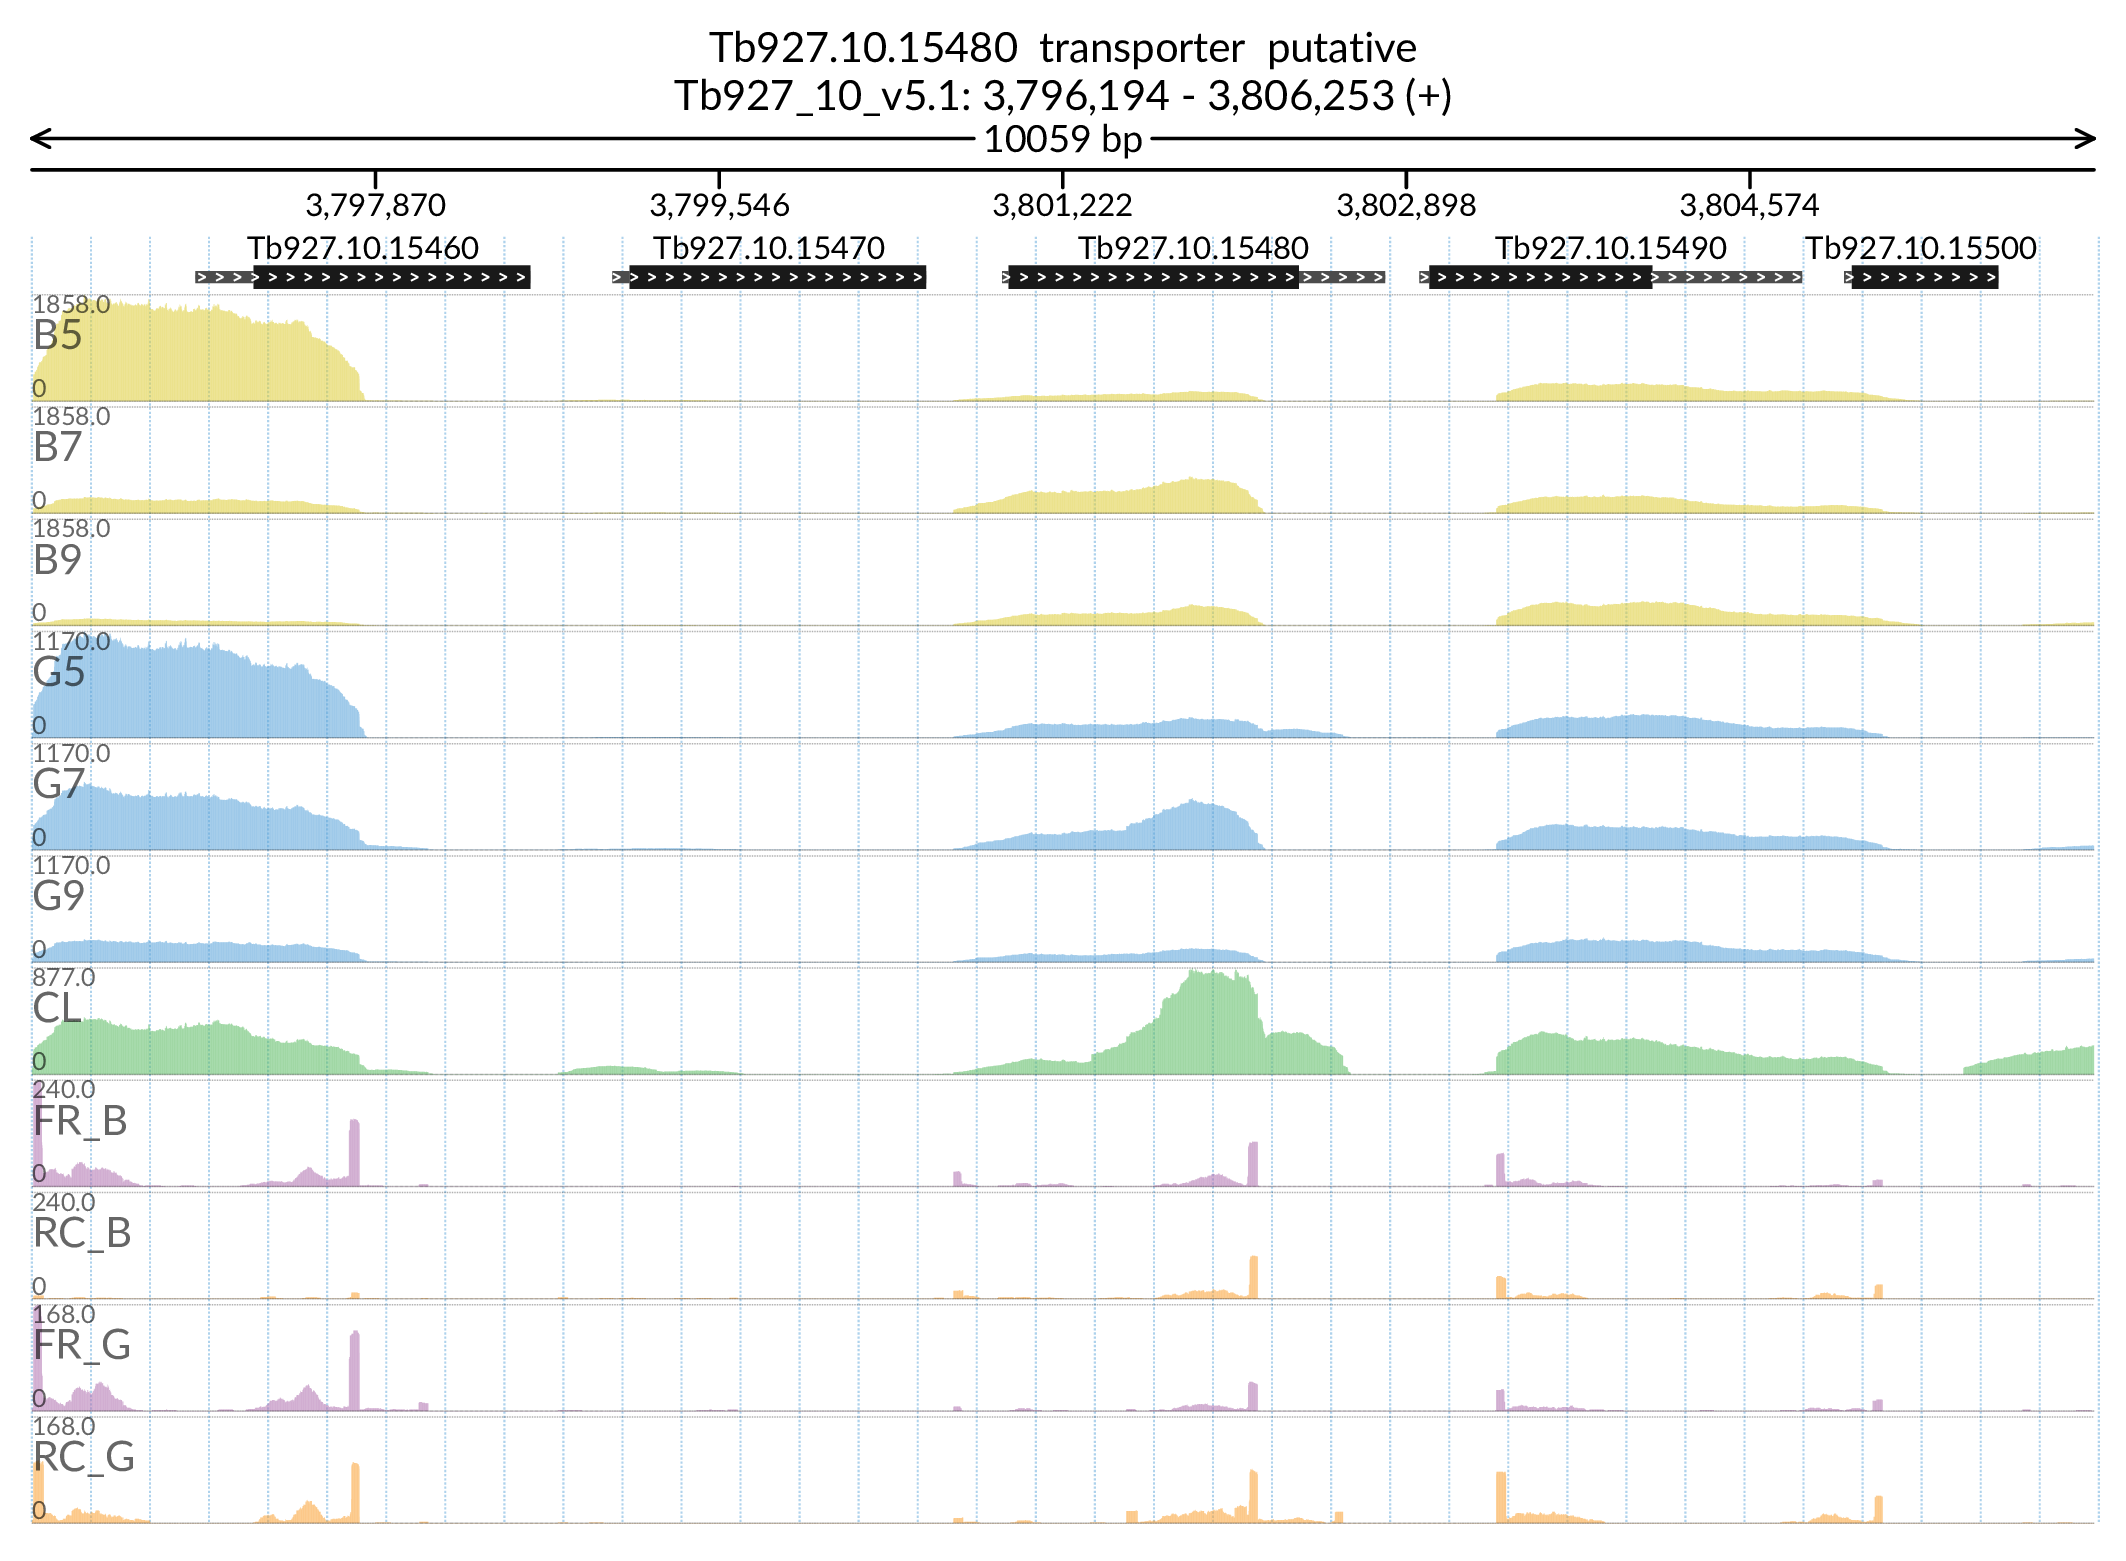 Tb927.10.15480 transporter putative
Tb927_10_v5.1: 3,796,194 - 3,806,253 (+)
10059 bp
3,797,870 3,799,546 3,801,222 3,802,898 3,804,574
Tb927.10.15460 Tb927.10.15470 Tb927.10.15480 Tb927.10.15490 Tb927.10.15500
1858.0
B5
0
1858.0
B7
0
1858.0
B9
0
1170.0
G5
0
1170.0
G7
0
1170.0
G9
0
877.0
CL
0
240.0
FR_B
0
240.0
RC_B
0
168.0
FR_G
0
168.0
RC_G
0